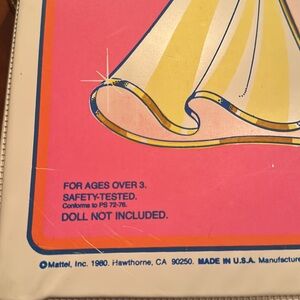 FOR AGES OVER 3.
SAFETY-TESTED.
Conforms to PS 72-76.
DOLL NOT INCLUDED.
©Mattel, Inc. 1980. Hawthorne, CA 90250. MADE IN U.S.A. Manufacture